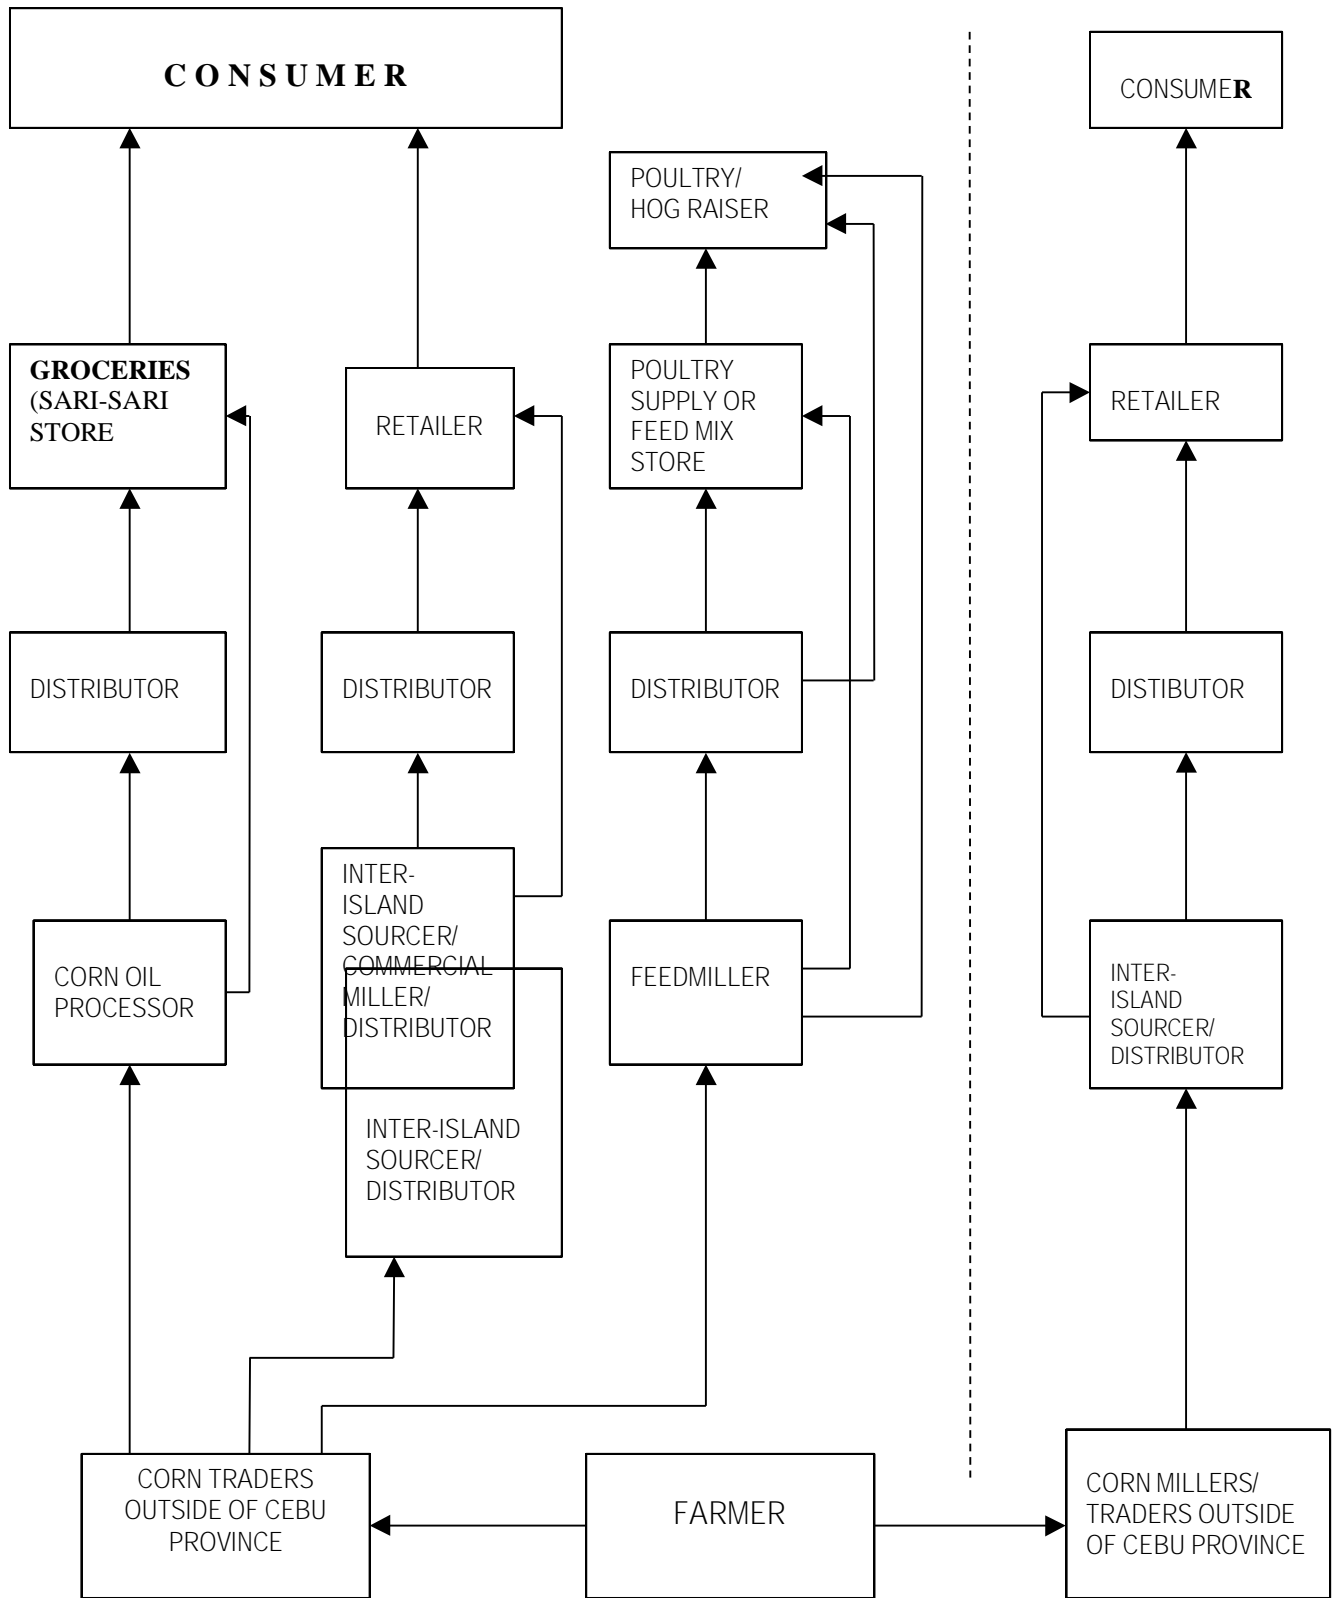 C O N S U M E R
CONSUMER
POULTRY/
HOG RAISER
GROCERIES
(SARI-SARI
STORE
RETAILER
POULTRY
SUPPLY OR
FEED MIX
STORE
RETAILER
DISTRIBUTOR
DISTRIBUTOR
DISTRIBUTOR
DISTIBUTOR
CORN OIL
PROCESSOR
INTER-
ISLAND
SOURCER/
COMMERCIAL
MILLER/
DISTRIBUTOR
FEEDMILLER
INTER-
ISLAND
SOURCER/
DISTRIBUTOR
INTER-ISLAND
SOURCER/
DISTRIBUTOR
CORN TRADERS
OUTSIDE OF CEBU
PROVINCE
FARMER
CORN MILLERS/
TRADERS OUTSIDE
OF CEBU PROVINCE